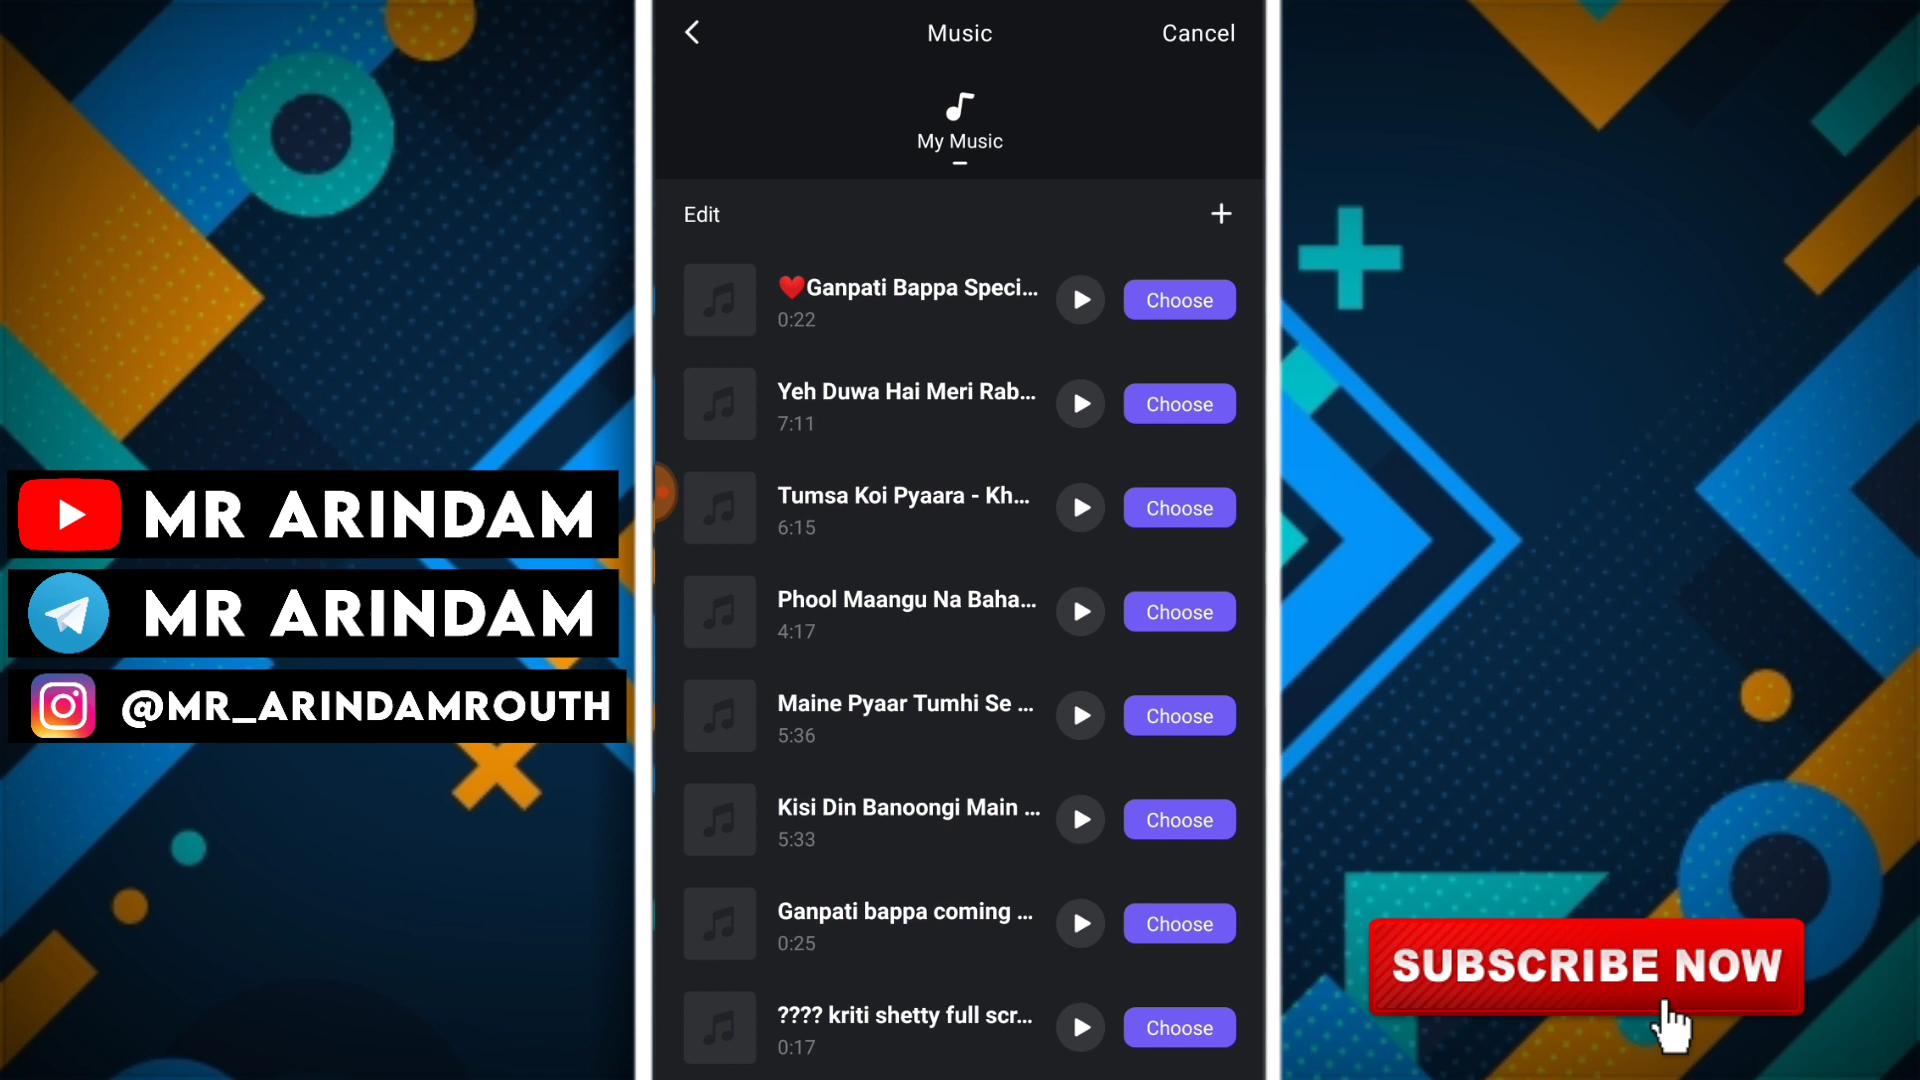 Music
Cancel
My Music
Edit
❤️Ganpati Bappa Speci...
0:22
Choose
Yeh Duwa Hai Meri Rab...
7:11
Choose
Tumsa Koi Pyaara - Kh...
6:15
Choose
Phool Maangu Na Baha...
4:17
Choose
Maine Pyaar Tumhi Se ...
5:36
Choose
Kisi Din Banoongi Main ...
5:33
Choose
Ganpati bappa coming ...
0:25
Choose
???? kriti shetty full scr...
0:17
Choose
MR ARINDAM
MR ARINDAM
@MR_ARINDAMROUTH
SUBSCRIBE NOW